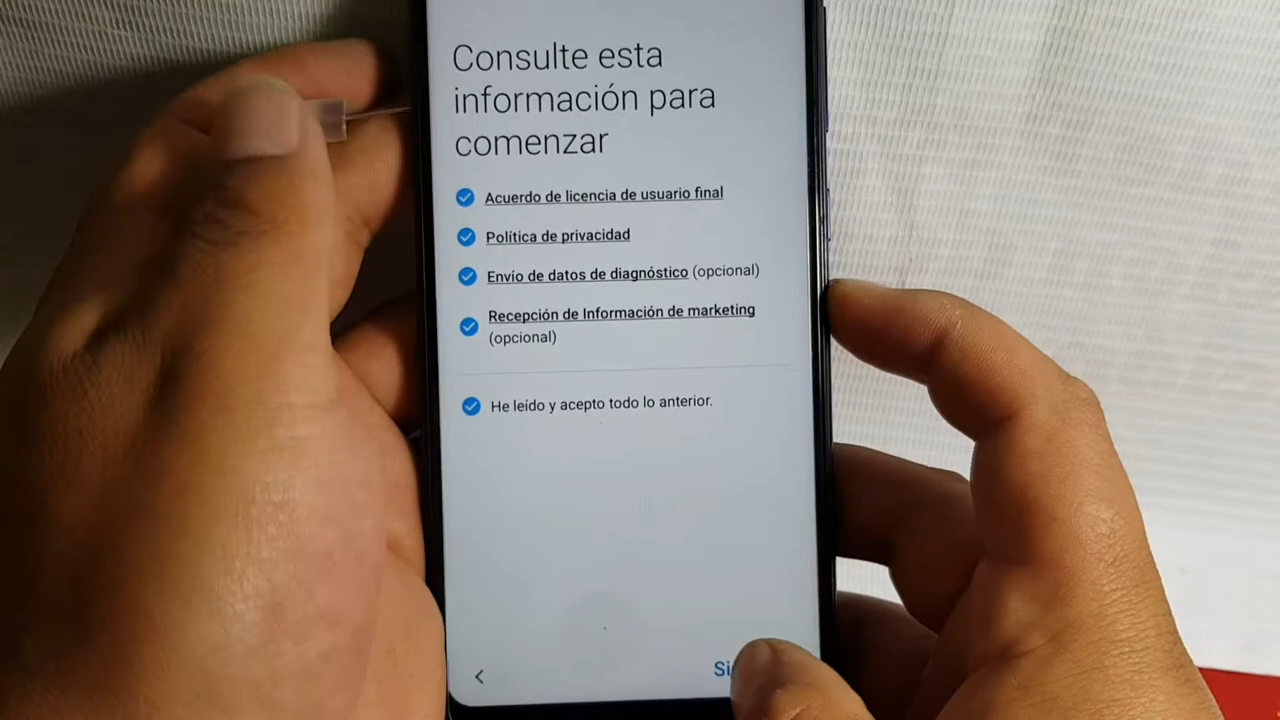 Consulte esta
información para
comenzar
Acuerdo de licencia de usuario final
Política de privacidad
Envío de datos de diagnóstico (opcional)
Recepción de Información de marketing
(opcional)
He leído y acepto todo lo anterior.